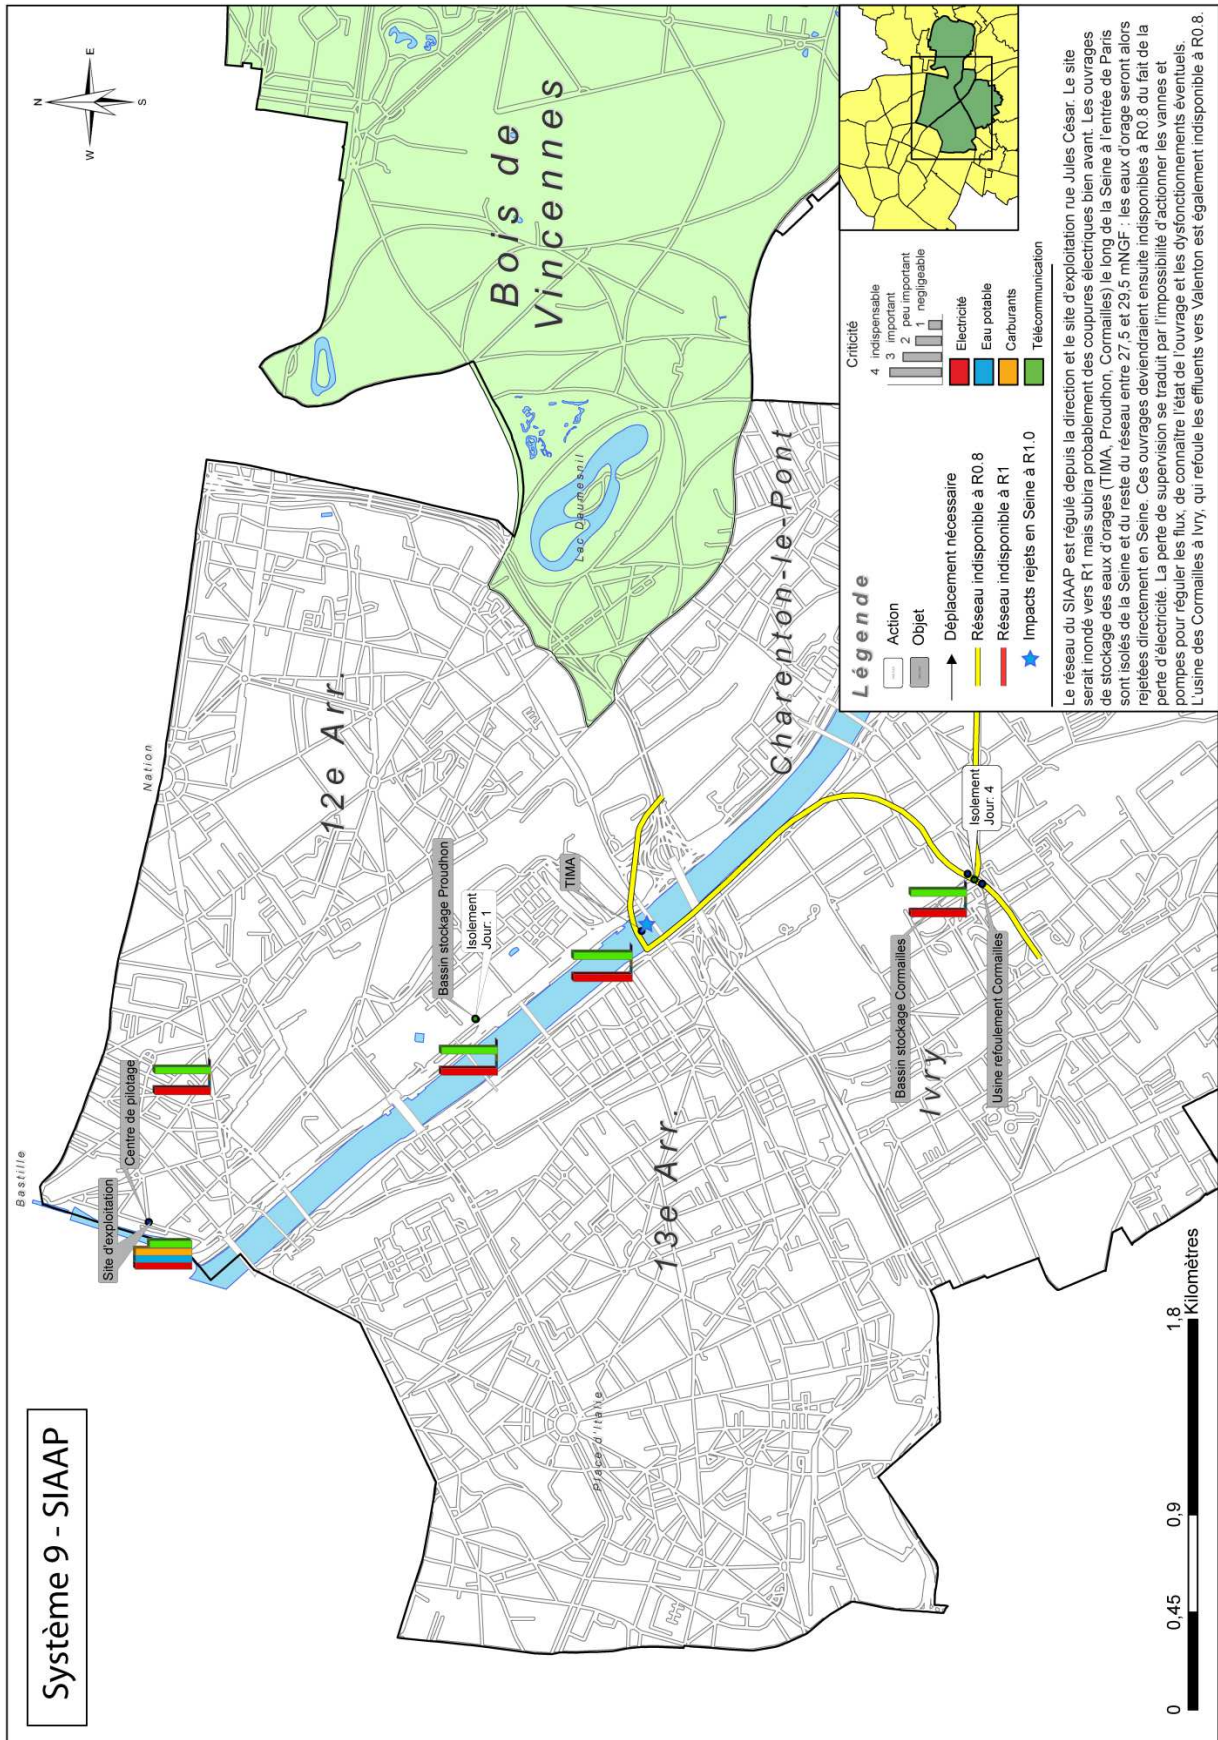 Système 9 - SIAAP
N
W
E
S
Bastille
Nation
Site d'exploitation
Centre de pilotage
12e Arr.
Bois de
Vincennes
Lac Daumesnil
Bassin stockage Proudhon
Isolement
Jour: 1
TIMA
Charenton-le-Pont
13e Arr.
Place d'Italie
Ivry
Bassin stockage Cormailles
Isolement
Jour: 4
Usine refoulement Cormailles
0
0,45
0,9
1,8
Kilomètres
Légende
Action
Objet
Déplacement nécessaire
Réseau indisponible à R0.8
Réseau indisponible à R1
Impacts rejets en Seine à R1.0
Criticité
4 indispensable
3 important
2 peu important
1 negligeable
Electricité
Eau potable
Carburants
Télécommunication
Le réseau du SIAAP est régulé depuis la direction et le site d'exploitation rue Jules César. Le site
serait inondé vers R1 mais subira probablement des coupures électriques bien avant. Les ouvrages
de stockage des eaux d'orages (TIMA, Proudhon, Cormailles) le long de la Seine à l'entrée de Paris
sont isolés de la Seine et du reste du réseau entre 27,5 et 29,5 mNGF : les eaux d'orage seront alors
rejetées directement en Seine. Ces ouvrages deviendraient ensuite indisponibles à R0.8 du fait de la
perte d'électricité. La perte de supervision se traduit par l'impossibilité d'actionner les vannes et
pompes pour réguler les flux, de connaître l'état de l'ouvrage et les dysfonctionnements éventuels.
L'usine des Cormailles à Ivry, qui refoule les effluents vers Valenton est également indisponible à R0.8.